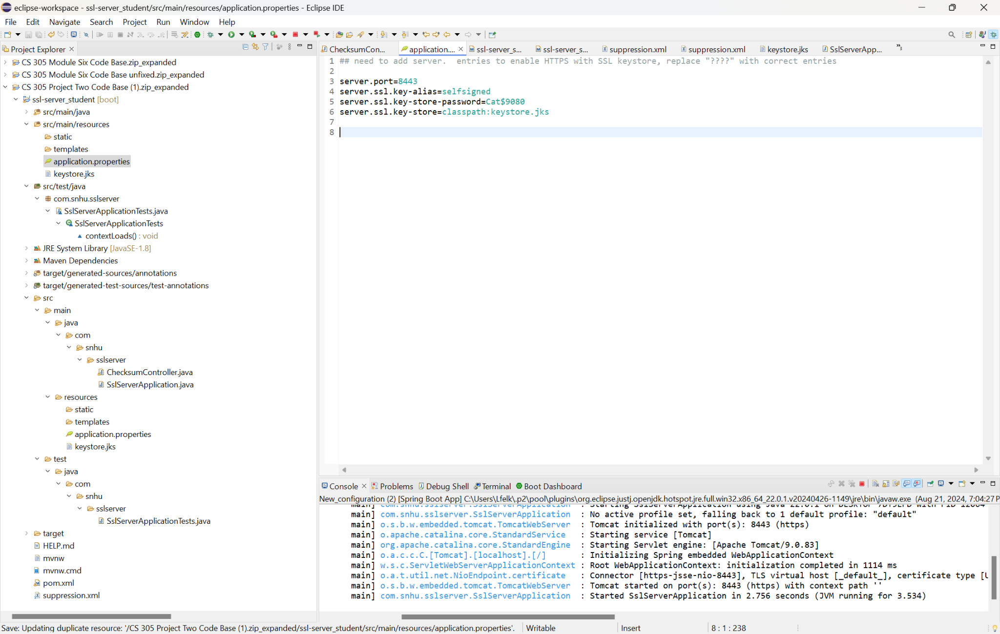 eclipse-workspace - ssl-server_student/src/main/resources/application.properties - Eclipse IDE
File Edit Navigate Search Project Run Window Help
Project Explorer
CS 305 Module Six Code Base.zip_expanded
CS 305 Module Six Code Base unfixed.zip_expanded
CS 305 Project Two Code Base (1).zip_expanded
ssl-server_student [boot]
src/main/java
src/main/resources
static
templates
application.properties
keystore.jks
src/test/java
com.snhu.sslserver
SslServerApplicationTests.java
SslServerApplicationTests
contextLoads() : void
JRE System Library [JavaSE-1.8]
Maven Dependencies
target/generated-sources/annotations
target/generated-test-sources/test-annotations
src
main
java
com
snhu
sslserver
ChecksumController.java
SslServerApplication.java
resources
static
templates
application.properties
keystore.jks
test
java
com
snhu
sslserver
SslServerApplicationTests.java
target
HELP.md
mvnw
mvnw.cmd
pom.xml
suppression.xml
ChecksumCon... application.... ssl-server_s... ssl-server_s... suppression.xml suppression.xml keystore.jks SslServerApp... »3
1 ## need to add server.  entries to enable HTTPS with SSL keystore, replace "????" with correct entries
2
3 server.port=8443
4 server.ssl.key-alias=selfsigned
5 server.ssl.key-store-password=Cat$9080
6 server.ssl.key-store=classpath:keystore.jks
7
8
Console Problems Debug Shell Terminal Boot Dashboard
New_configuration (2) [Spring Boot App] C:\Users\Lfelk\.p2\pool\plugins\org.eclipse.justj.openjdk.hotspot.jre.full.win32.x86_64_22.0.1.v20240426-1149\jre\bin\javaw.exe (Aug 21, 2024, 7:04:27 P
main] com.snhu.sslserver.SslServerApplication : Starting SslServerApplication using Java 22.0.1 on
main] com.snhu.sslserver.SslServerApplication : No active profile set, falling back to 1 default profile: "default"
main] o.s.b.w.embedded.tomcat.TomcatWebServer : Tomcat initialized with port(s): 8443 (https)
main] o.apache.catalina.core.StandardService : Starting service [Tomcat]
main] org.apache.catalina.core.StandardEngine : Starting Servlet engine: [Apache Tomcat/9.0.83]
main] o.a.c.c.C.[Tomcat].[localhost].[/] : Initializing Spring embedded WebApplicationContext
main] w.s.c.ServletWebServerApplicationContext : Root WebApplicationContext: initialization completed in 1114 ms
main] o.a.t.util.net.NioEndpoint.certificate : Connector [https-jsse-nio-8443], TLS virtual host [_default_], certificate type [U
main] o.s.b.w.embedded.tomcat.TomcatWebServer : Tomcat started on port(s): 8443 (https) with context path ''
main] com.snhu.sslserver.SslServerApplication : Started SslServerApplication in 2.756 seconds (JVM running for 3.534)
Save: Updating duplicate resource: '/CS 305 Project Two Code Base (1).zip_expanded/ssl-server_student/src/main/resources/application.properties'. Writable Insert 8 : 1 : 238